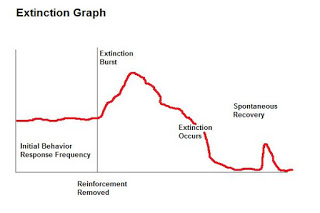 Extinction Graph
Extinction
Burst
Spontaneous
Recovery
Extinction
Occurs
Initial Behavior
Response Frequency
Reinforcement
Removed